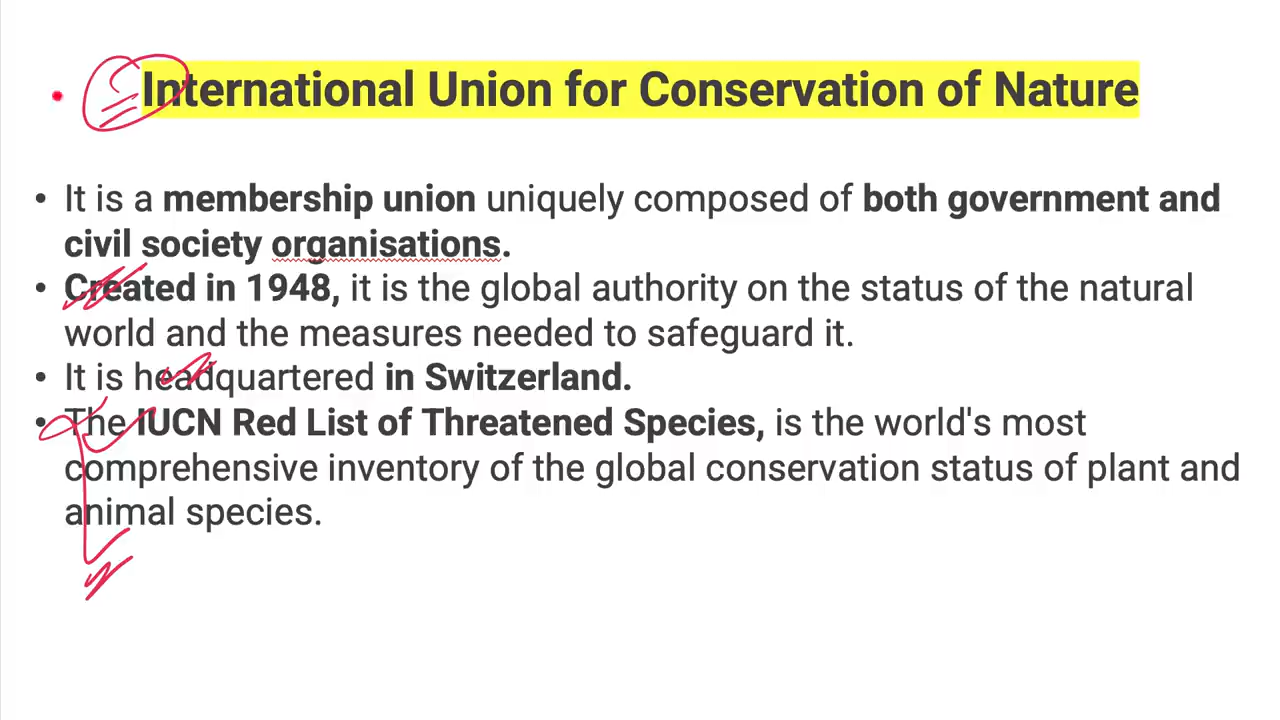 International Union for Conservation of Nature
• It is a membership union uniquely composed of both government and
civil society organisations.
• Created in 1948, it is the global authority on the status of the natural
world and the measures needed to safeguard it.
• It is headquartered in Switzerland.
• The IUCN Red List of Threatened Species, is the world's most
comprehensive inventory of the global conservation status of plant and
animal species.